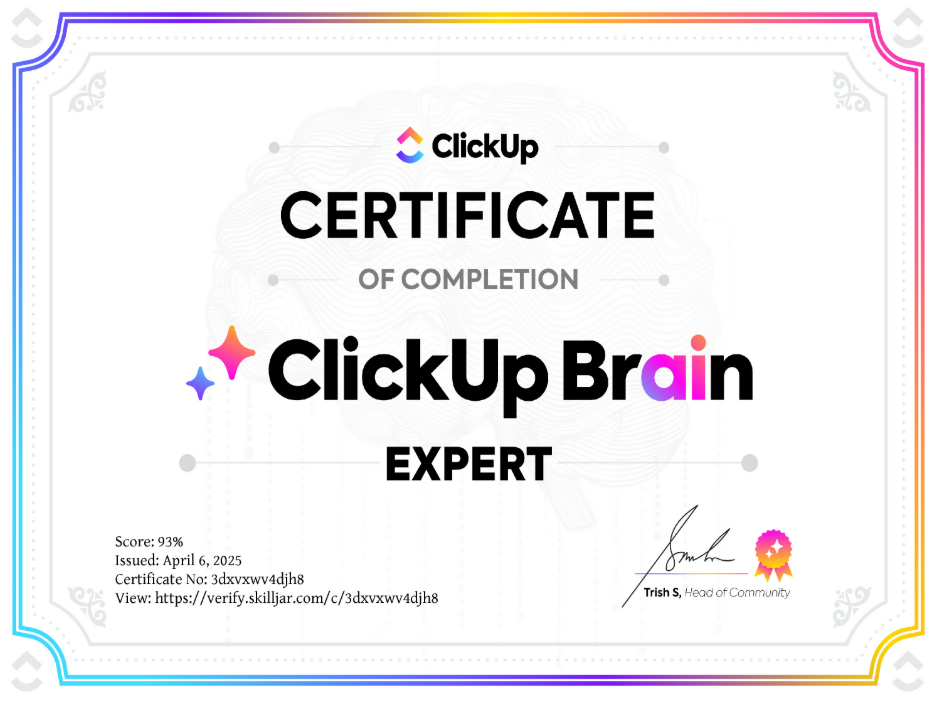 ClickUp
CERTIFICATE
OF COMPLETION
ClickUp Brain
EXPERT
Score: 93%
Issued: April 6, 2025
Certificate No: 3dxvxwv4djh8
View: https://verify.skilljar.com/c/3dxvxwv4djh8
Trish S, Head of Community